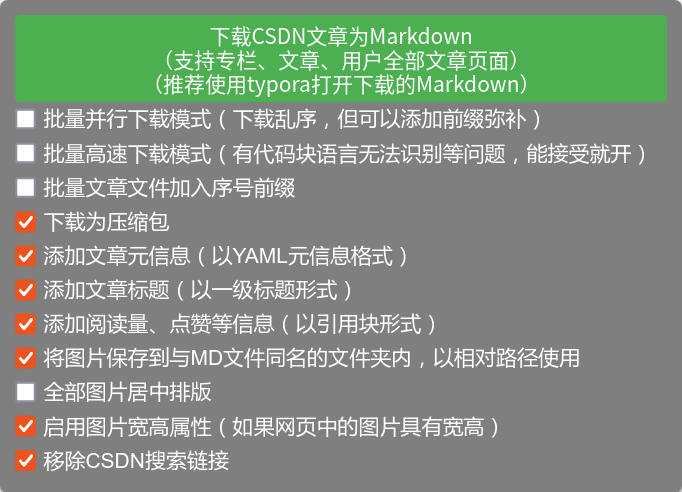 下载CSDN文章为Markdown
（支持专栏、文章、用户全部文章页面）
（推荐使用typora打开下载的Markdown）
批量并行下载模式（下载乱序，但可以添加前缀弥补）
批量高速下载模式（有代码块语言无法识别等问题，能接受就开）
批量文章文件加入序号前缀
下载为压缩包
添加文章元信息（以YAML元信息格式）
添加文章标题（以一级标题形式）
添加阅读量、点赞等信息（以引用块形式）
将图片保存到与MD文件同名的文件夹内，以相对路径使用
全部图片居中排版
启用图片宽高属性（如果网页中的图片具有宽高）
移除CSDN搜索链接